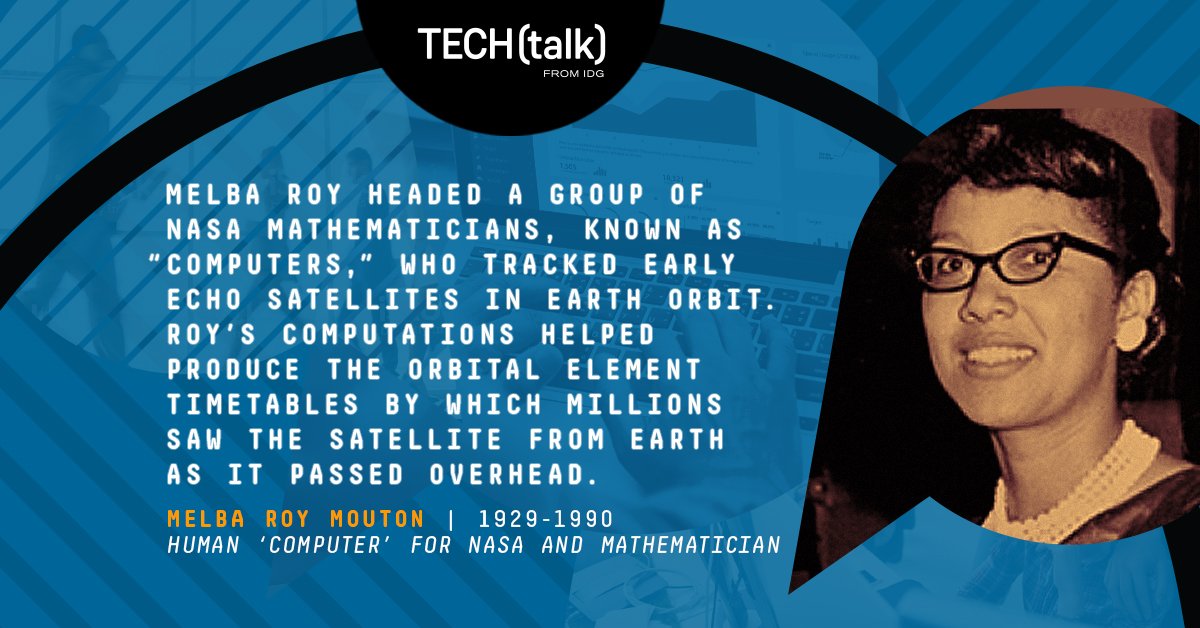 TECH(talk)
FROM IDG
MELBA ROY HEADED A GROUP OF
NASA MATHEMATICIANS, KNOWN AS
“COMPUTERS,” WHO TRACKED EARLY
ECHO SATELLITES IN EARTH ORBIT.
ROY’S COMPUTATIONS HELPED
PRODUCE THE ORBITAL ELEMENT
TIMETABLES BY WHICH MILLIONS
SAW THE SATELLITE FROM EARTH
AS IT PASSED OVERHEAD.
MELBA ROY MOUTON | 1929-1990
HUMAN ‘COMPUTER’ FOR NASA AND MATHEMATICIAN